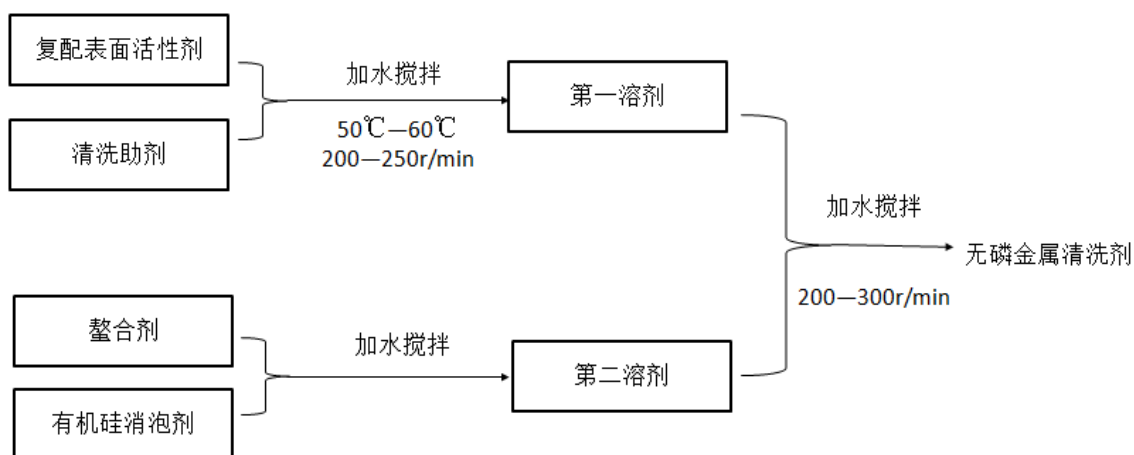 复配表面活性剂
清洗助剂
加水搅拌
50℃—60℃
200—250r/min
第一溶剂
螯合剂
有机硅消泡剂
加水搅拌
第二溶剂
加水搅拌
200—300r/min
无磷金属清洗剂